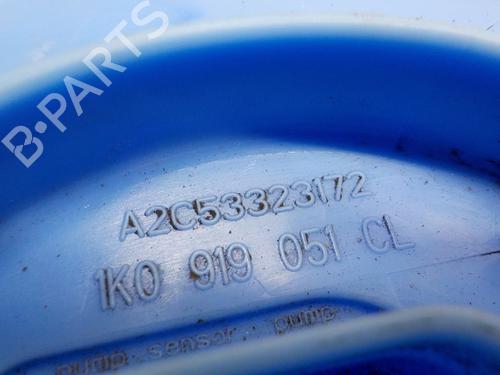 B-PARTS
A2C53323172
1K0 919 051 CL
pump · sensor · pump